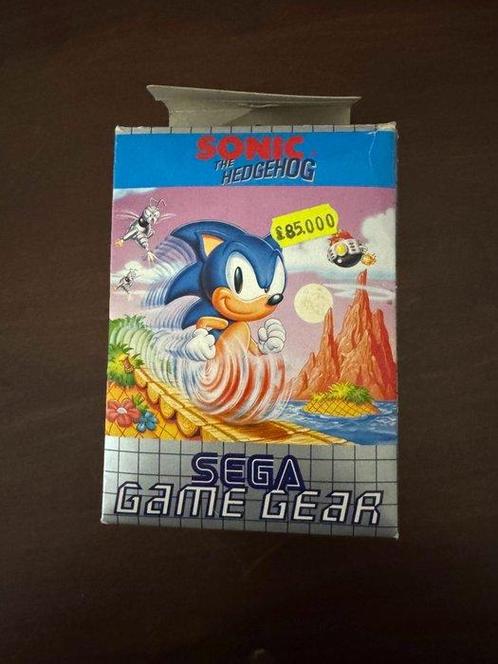 SONIC
THE
HEDGEHOG
£85.000
SEGA
GAME GEAR